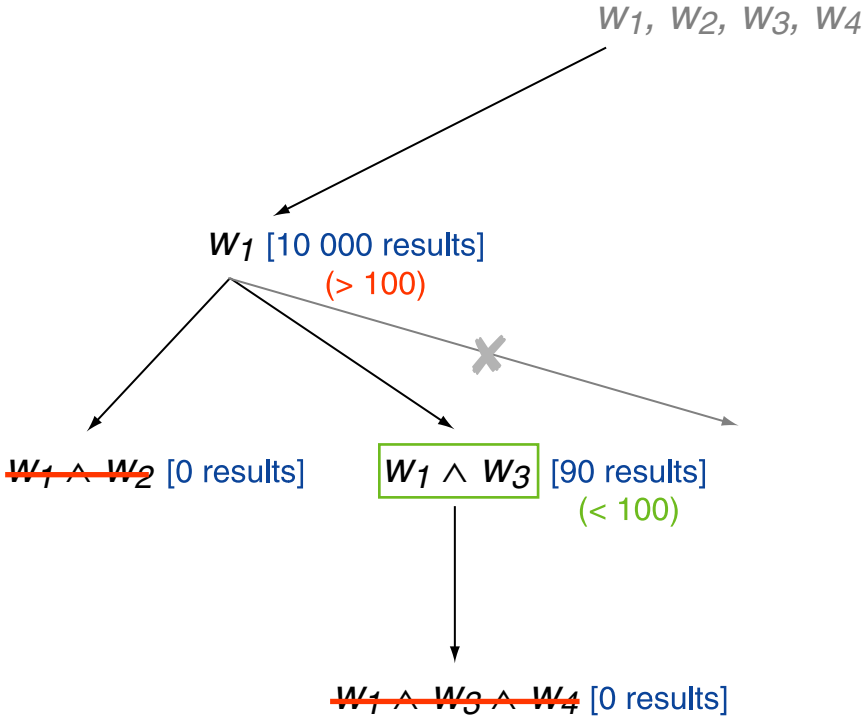 W1, W2, W3, W4
W1 [10 000 results]
(> 100)
W1 ∧ W2 [0 results]
W1 ∧ W3 [90 results]
(< 100)
W1 ∧ W3 ∧ W4 [0 results]